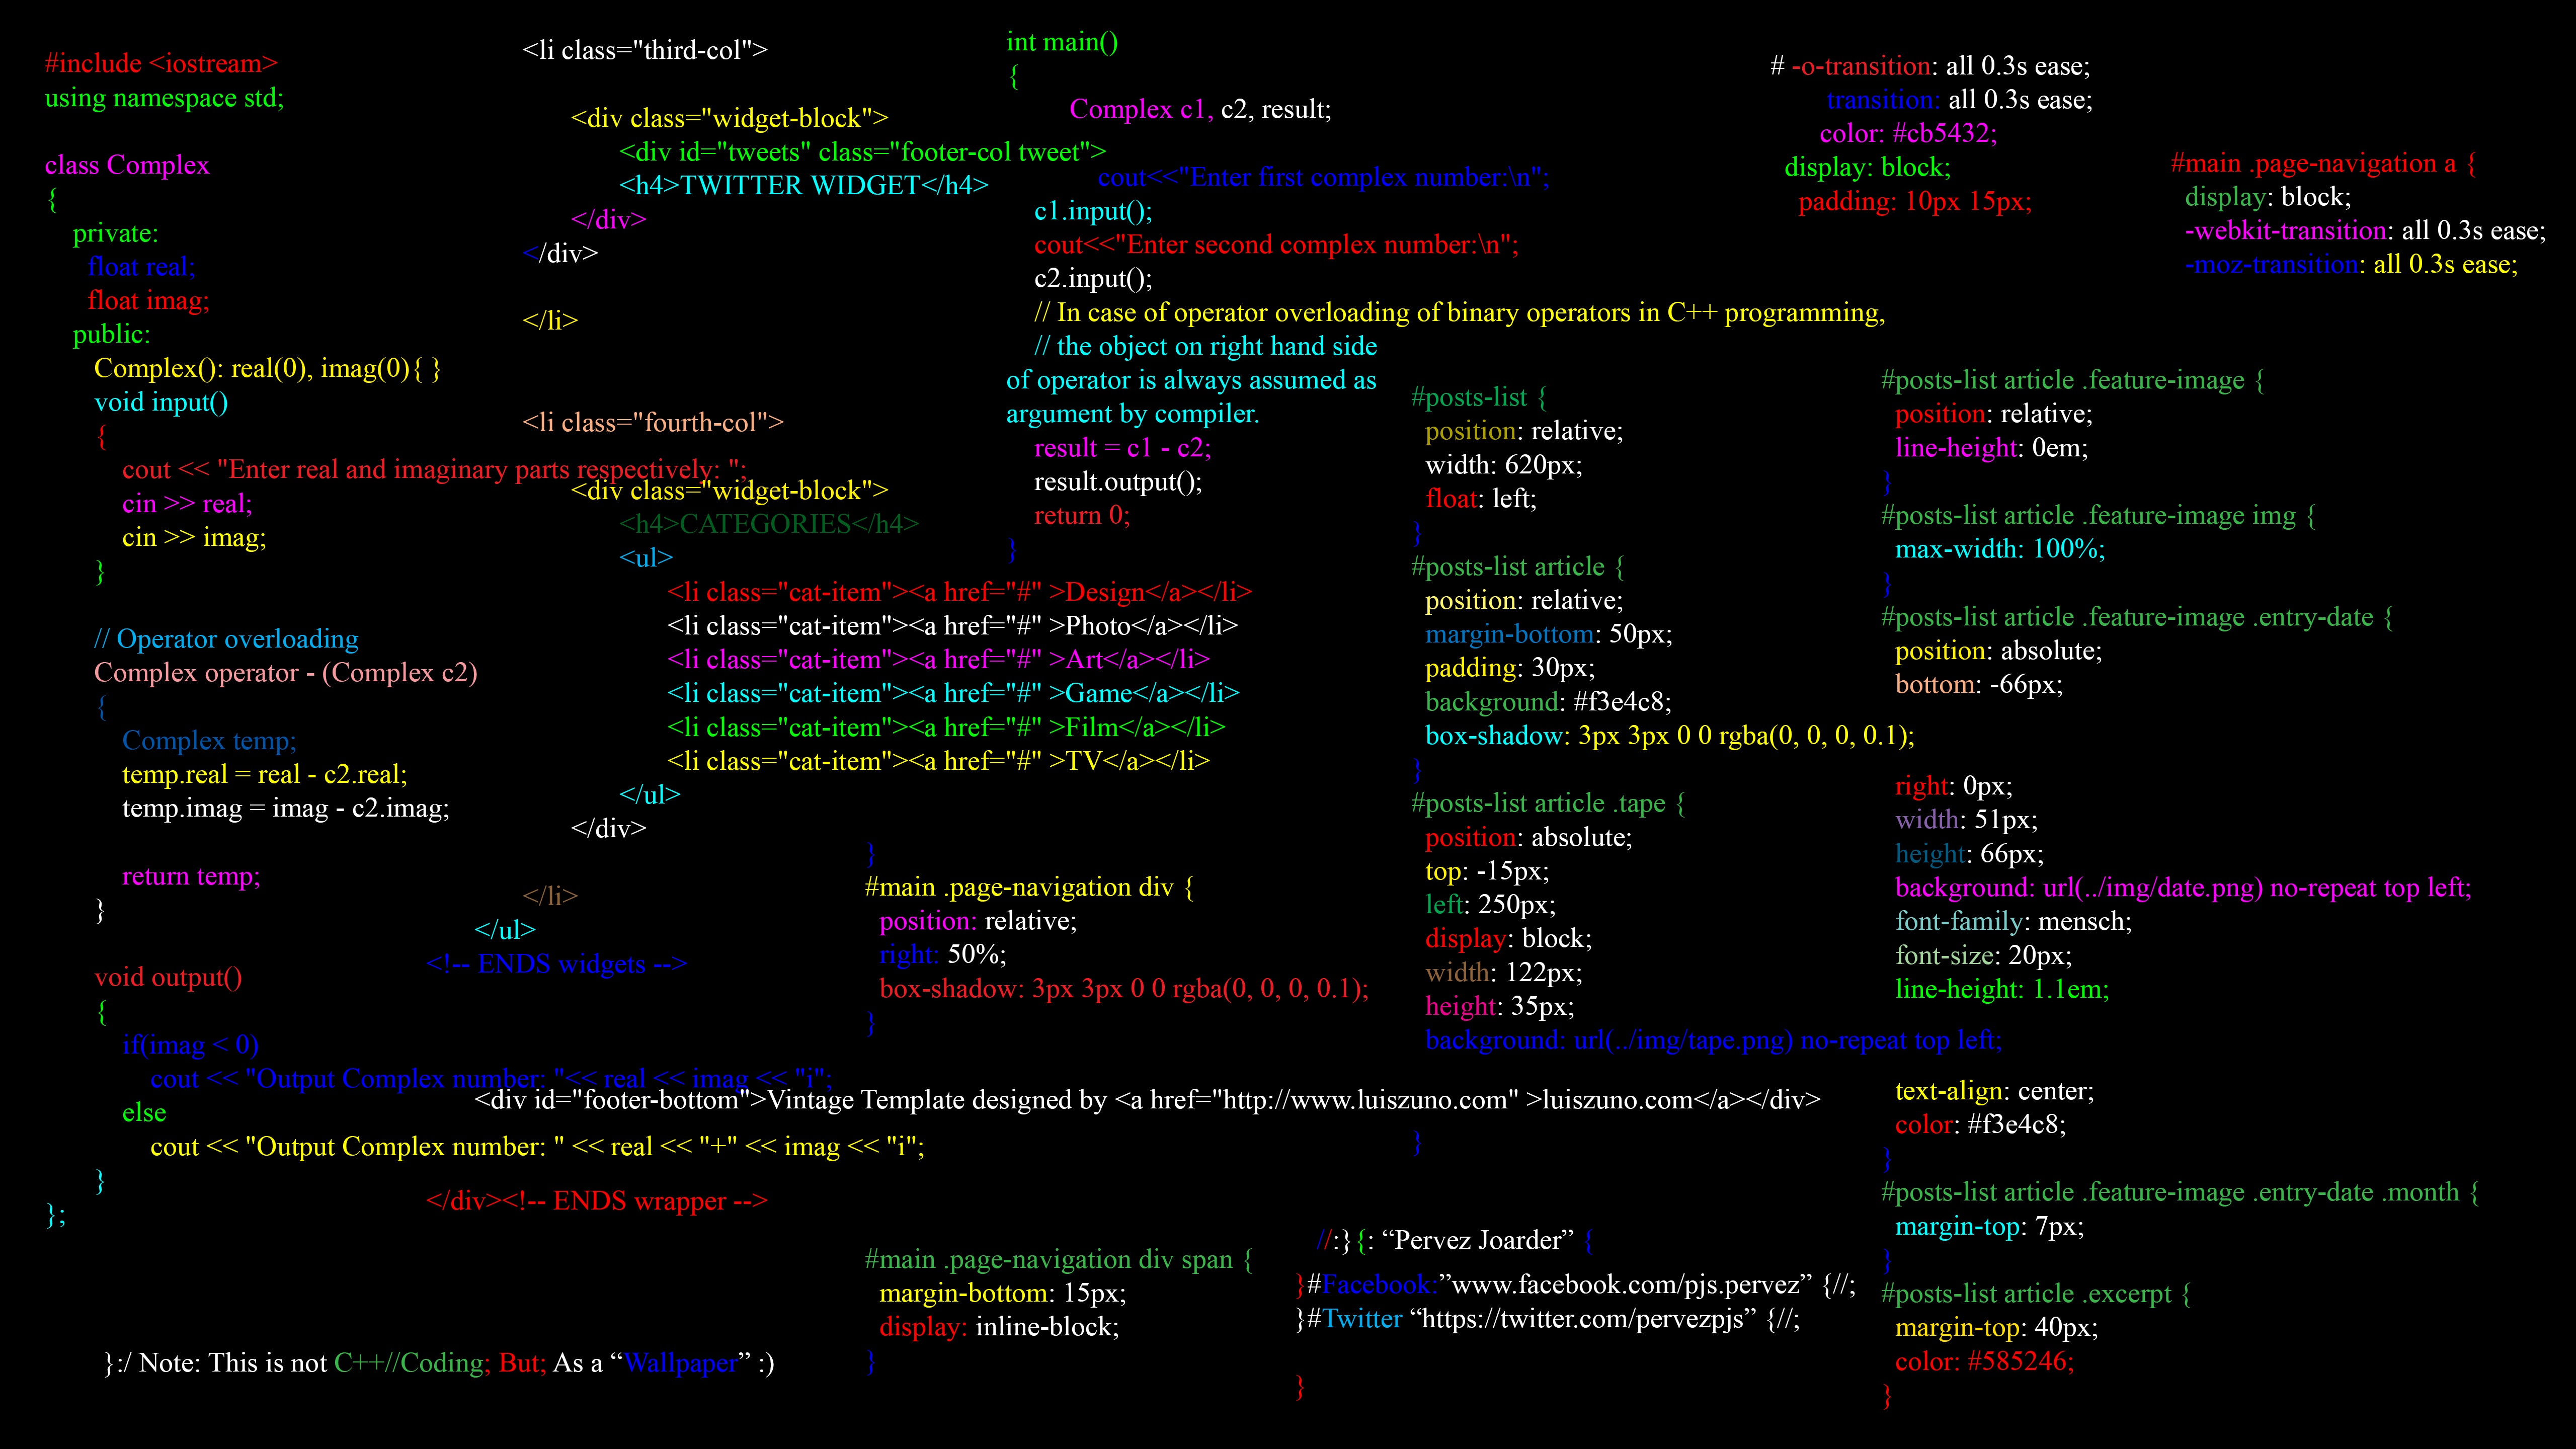 #include <iostream>
using namespace std;
class Complex
{
private:
float real;
float imag;
public:
Complex(): real(0), imag(0){ }
void input()
{
cout << "Enter real and imaginary parts respectively: ";
cin >> real;
cin >> imag;
}
// Operator overloading
Complex operator - (Complex c2)
{
Complex temp;
temp.real = real - c2.real;
temp.imag = imag - c2.imag;
return temp;
}
void output()
{
if(imag < 0)
cout << "Output Complex number: "<< real << imag << "i";
else
cout << "Output Complex number: " << real << "+" << imag << "i";
}
};
}:/ Note: This is not C++//Coding; But; As a “Wallpaper” :)
<li class="third-col">
<div class="widget-block">
<div id="tweets" class="footer-col tweet">
<h4>TWITTER WIDGET</h4>
</div>
</div>
</li>
<li class="fourth-col">
<div class="widget-block">
<h4>CATEGORIES</h4>
<ul>
<li class="cat-item"><a href="#" >Design</a></li>
<li class="cat-item"><a href="#" >Photo</a></li>
<li class="cat-item"><a href="#" >Art</a></li>
<li class="cat-item"><a href="#" >Game</a></li>
<li class="cat-item"><a href="#" >Film</a></li>
<li class="cat-item"><a href="#" >TV</a></li>
</ul>
</div>
</li>
</ul>
<!-- ENDS widgets -->
<div id="footer-bottom">Vintage Template designed by <a href="http://www.luiszuno.com" >luiszuno.com</a></div>
</div><!-- ENDS wrapper -->
int main()
{
Complex c1, c2, result;
cout<<"Enter first complex number:\n";
c1.input();
cout<<"Enter second complex number:\n";
c2.input();
// In case of operator overloading of binary operators in C++ programming,
// the object on right hand side
of operator is always assumed as
argument by compiler.
result = c1 - c2;
result.output();
return 0;
}
}
#main .page-navigation div {
position: relative;
right: 50%;
box-shadow: 3px 3px 0 0 rgba(0, 0, 0, 0.1);
}
#main .page-navigation div span {
margin-bottom: 15px;
display: inline-block;
}
#posts-list {
position: relative;
width: 620px;
float: left;
}
#posts-list article {
position: relative;
margin-bottom: 50px;
padding: 30px;
background: #f3e4c8;
box-shadow: 3px 3px 0 0 rgba(0, 0, 0, 0.1);
}
#posts-list article .tape {
position: absolute;
top: -15px;
left: 250px;
display: block;
width: 122px;
height: 35px;
background: url(../img/tape.png) no-repeat top left;
}
//:}{: “Pervez Joarder” {
}#Facebook:”www.facebook.com/pjs.pervez” {//;
}#Twitter “https://twitter.com/pervezpjs” {//;
}
# -o-transition: all 0.3s ease;
transition: all 0.3s ease;
color: #cb5432;
display: block;
padding: 10px 15px;
#main .page-navigation a {
display: block;
-webkit-transition: all 0.3s ease;
-moz-transition: all 0.3s ease;
#posts-list article .feature-image {
position: relative;
line-height: 0em;
}
#posts-list article .feature-image img {
max-width: 100%;
}
#posts-list article .feature-image .entry-date {
position: absolute;
bottom: -66px;
right: 0px;
width: 51px;
height: 66px;
background: url(../img/date.png) no-repeat top left;
font-family: mensch;
font-size: 20px;
line-height: 1.1em;
text-align: center;
color: #f3e4c8;
}
#posts-list article .feature-image .entry-date .month {
margin-top: 7px;
}
#posts-list article .excerpt {
margin-top: 40px;
color: #585246;
}